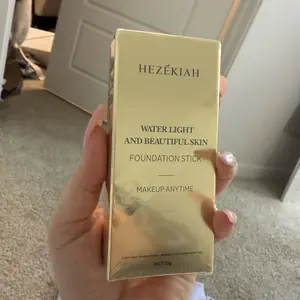 HEZÉKIAH
WATER LIGHT
AND BEAUTIFUL SKIN
FOUNDATION STICK
MAKEUP ANYTIME